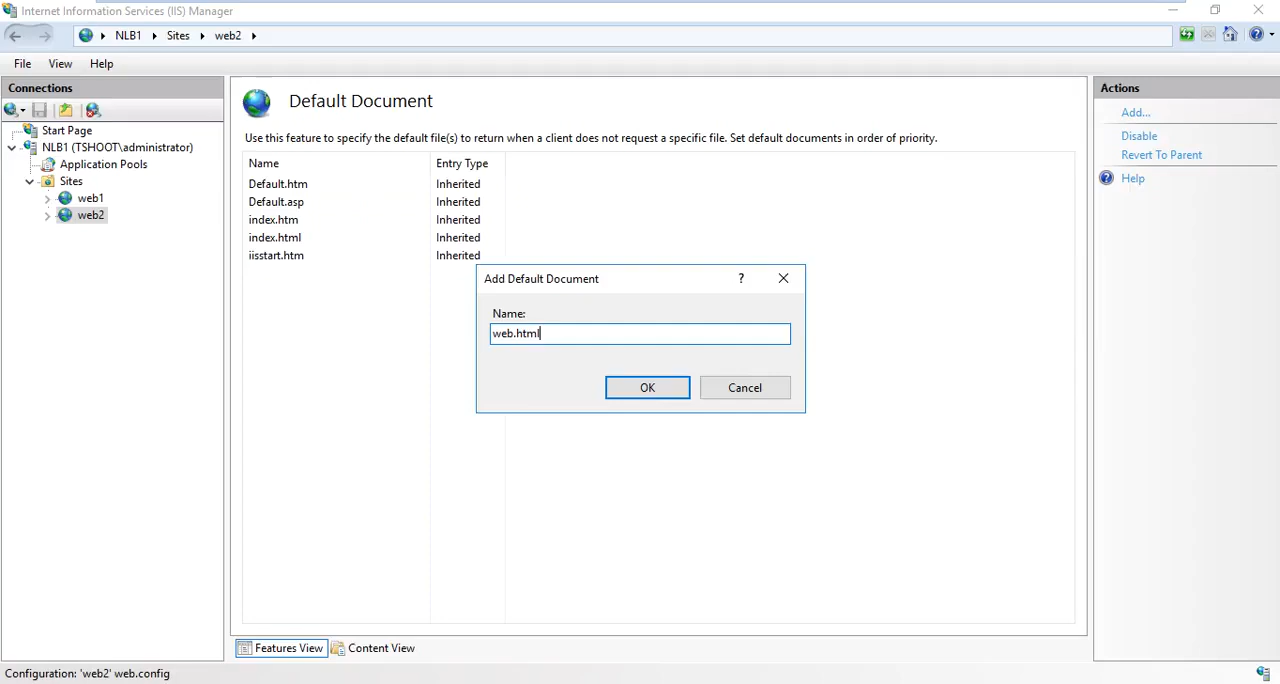 Internet Information Services (IIS) Manager
NLB1 Sites web2
File View Help
Connections
Start Page
NLB1 (TSHOOT\administrator)
Application Pools
Sites
web1
web2
Default Document
Use this feature to specify the default file(s) to return when a client does not request a specific file. Set default documents in order of priority.
Name Entry Type
Default.htm Inherited
Default.asp Inherited
index.htm Inherited
index.html Inherited
iisstart.htm Inherited
Add Default Document ?
Name:
web.html
OK Cancel
Features View Content View
Actions
Add...
Disable
Revert To Parent
Help
Configuration: 'web2' web.config